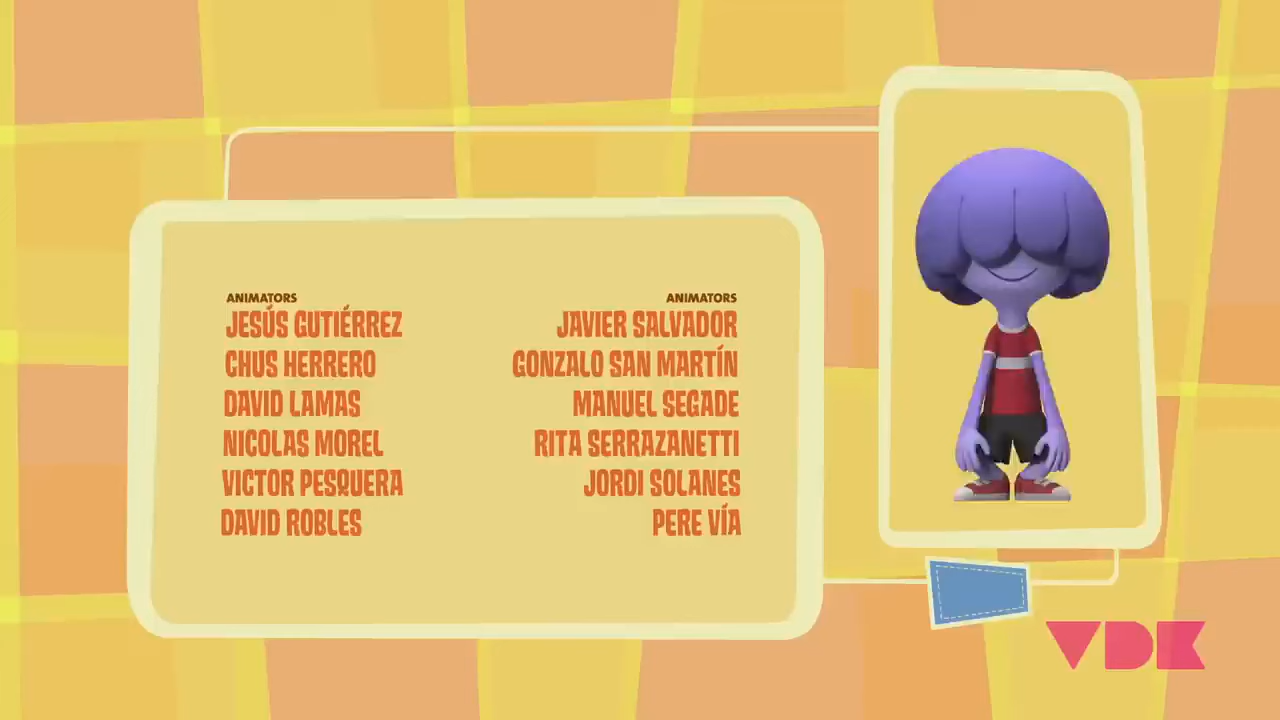 ANIMATORS
JESÚS GUTIÉRREZ
CHUS HERRERO
DAVID LAMAS
NICOLAS MOREL
VICTOR PESQUERA
DAVID ROBLES
ANIMATORS
JAVIER SALVADOR
GONZALO SAN MARTÍN
MANUEL SEGADE
RITA SERRAZANETTI
JORDI SOLANES
PERE VÍA
VDK